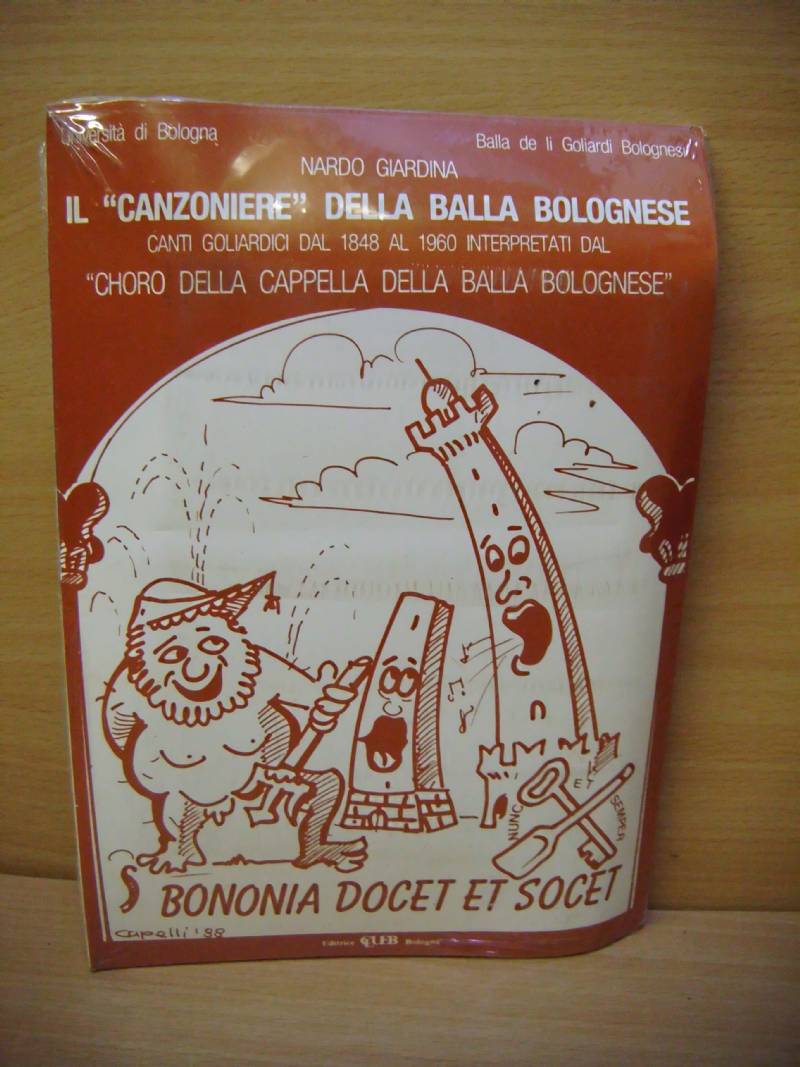 Università di Bologna
Balla de li Goliardi Bolognesi
NARDO GIARDINA
IL “CANZONIERE” DELLA BALLA BOLOGNESE
CANTI GOLIARDICI DAL 1848 AL 1960 INTERPRETATI DAL
“CHORO DELLA CAPPELLA DELLA BALLA BOLOGNESE”
NUNC
ET
SEMPER
BONONIA DOCET ET SOCET
Capelli '88
Editrice CLUEB Bologna